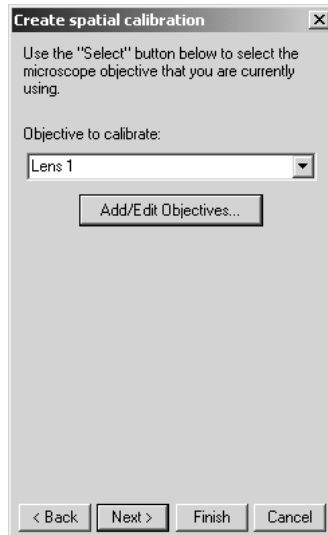 Create spatial calibration
Use the "Select" button below to select the
microscope objective that you are currently
using.
Objective to calibrate:
Lens 1
Add/Edit Objectives...
< Back Next > Finish Cancel